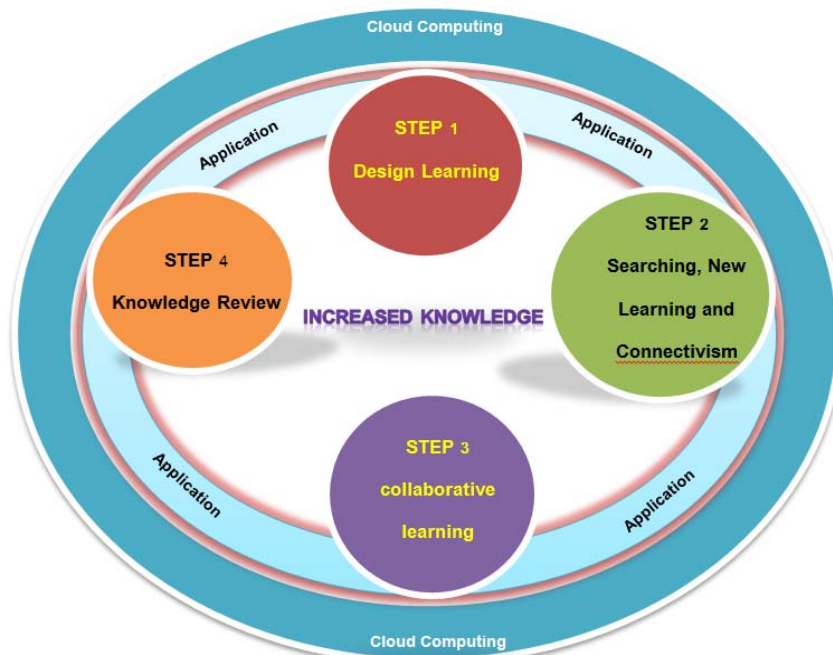 Cloud Computing
Application
Application
STEP 1
Design Learning
STEP 2
Searching, New
Learning and
Connectivism
STEP 4
Knowledge Review
INCREASED KNOWLEDGE
STEP 3
collaborative
learning
Application
Application
Cloud Computing